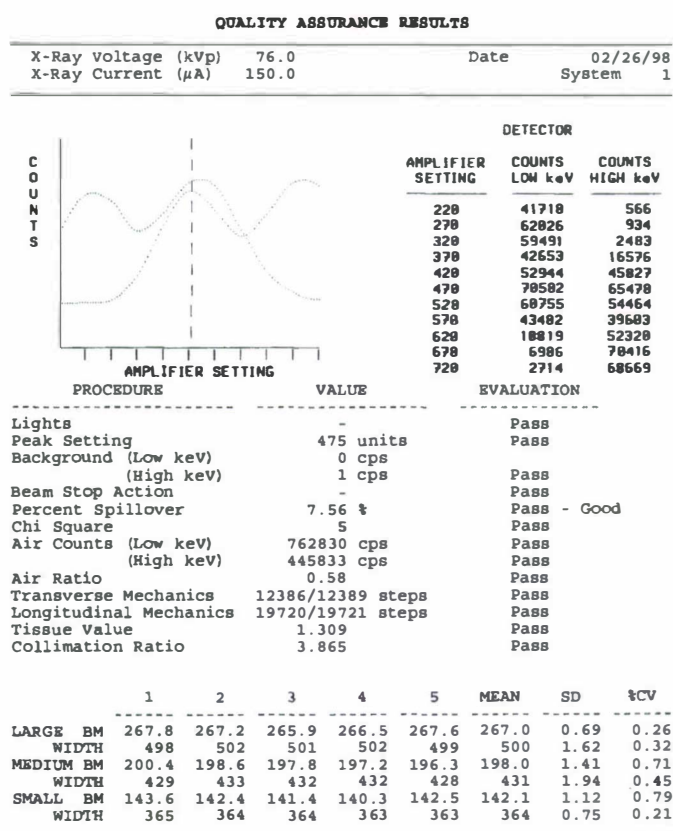 QUALITY ASSURANCE RESULTS
X-Ray Voltage (kVp) 76.0 Date 02/26/98
X-Ray Current (µA) 150.0 System 1
DETECTOR
COUNTS
AMPLIFIER COUNTS COUNTS
SETTING LOW keV HIGH keV
220 41718 566
270 62026 934
320 59491 2483
370 42653 16576
420 52944 45827
470 70582 65470
520 60755 54464
570 43482 39603
620 18819 52320
670 6986 70416
720 2714 68669
AMPLIFIER SETTING
PROCEDURE VALUE EVALUATION
Lights - Pass
Peak Setting 475 units Pass
Background (Low keV) 0 cps
(High keV) 1 cps Pass
Beam Stop Action - Pass
Percent Spillover 7.56 % Pass - Good
Chi Square 5 Pass
Air Counts (Low keV) 762830 cps Pass
(High keV) 445833 cps Pass
Air Ratio 0.58 Pass
Transverse Mechanics 12386/12389 steps Pass
Longitudinal Mechanics 19720/19721 steps Pass
Tissue Value 1.309 Pass
Collimation Ratio 3.865 Pass
1 2 3 4 5 MEAN SD %CV
LARGE BM 267.8 267.2 265.9 266.5 267.6 267.0 0.69 0.26
WIDTH 498 502 501 502 499 500 1.62 0.32
MEDIUM BM 200.4 198.6 197.8 197.2 196.3 198.0 1.41 0.71
WIDTH 429 433 432 432 428 431 1.94 0.45
SMALL BM 143.6 142.4 141.4 140.3 142.5 142.1 1.12 0.79
WIDTH 365 364 364 363 363 364 0.75 0.21